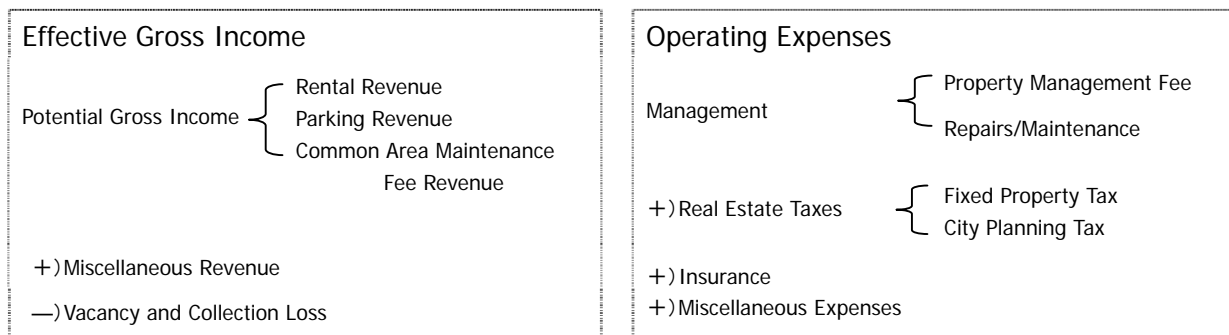 Effective Gross Income
Potential Gross Income
Rental Revenue
Parking Revenue
Common Area Maintenance
Fee Revenue
+)Miscellaneous Revenue
—)Vacancy and Collection Loss
Operating Expenses
Management
Property Management Fee
Repairs/Maintenance
+)Real Estate Taxes
Fixed Property Tax
City Planning Tax
+)Insurance
+)Miscellaneous Expenses